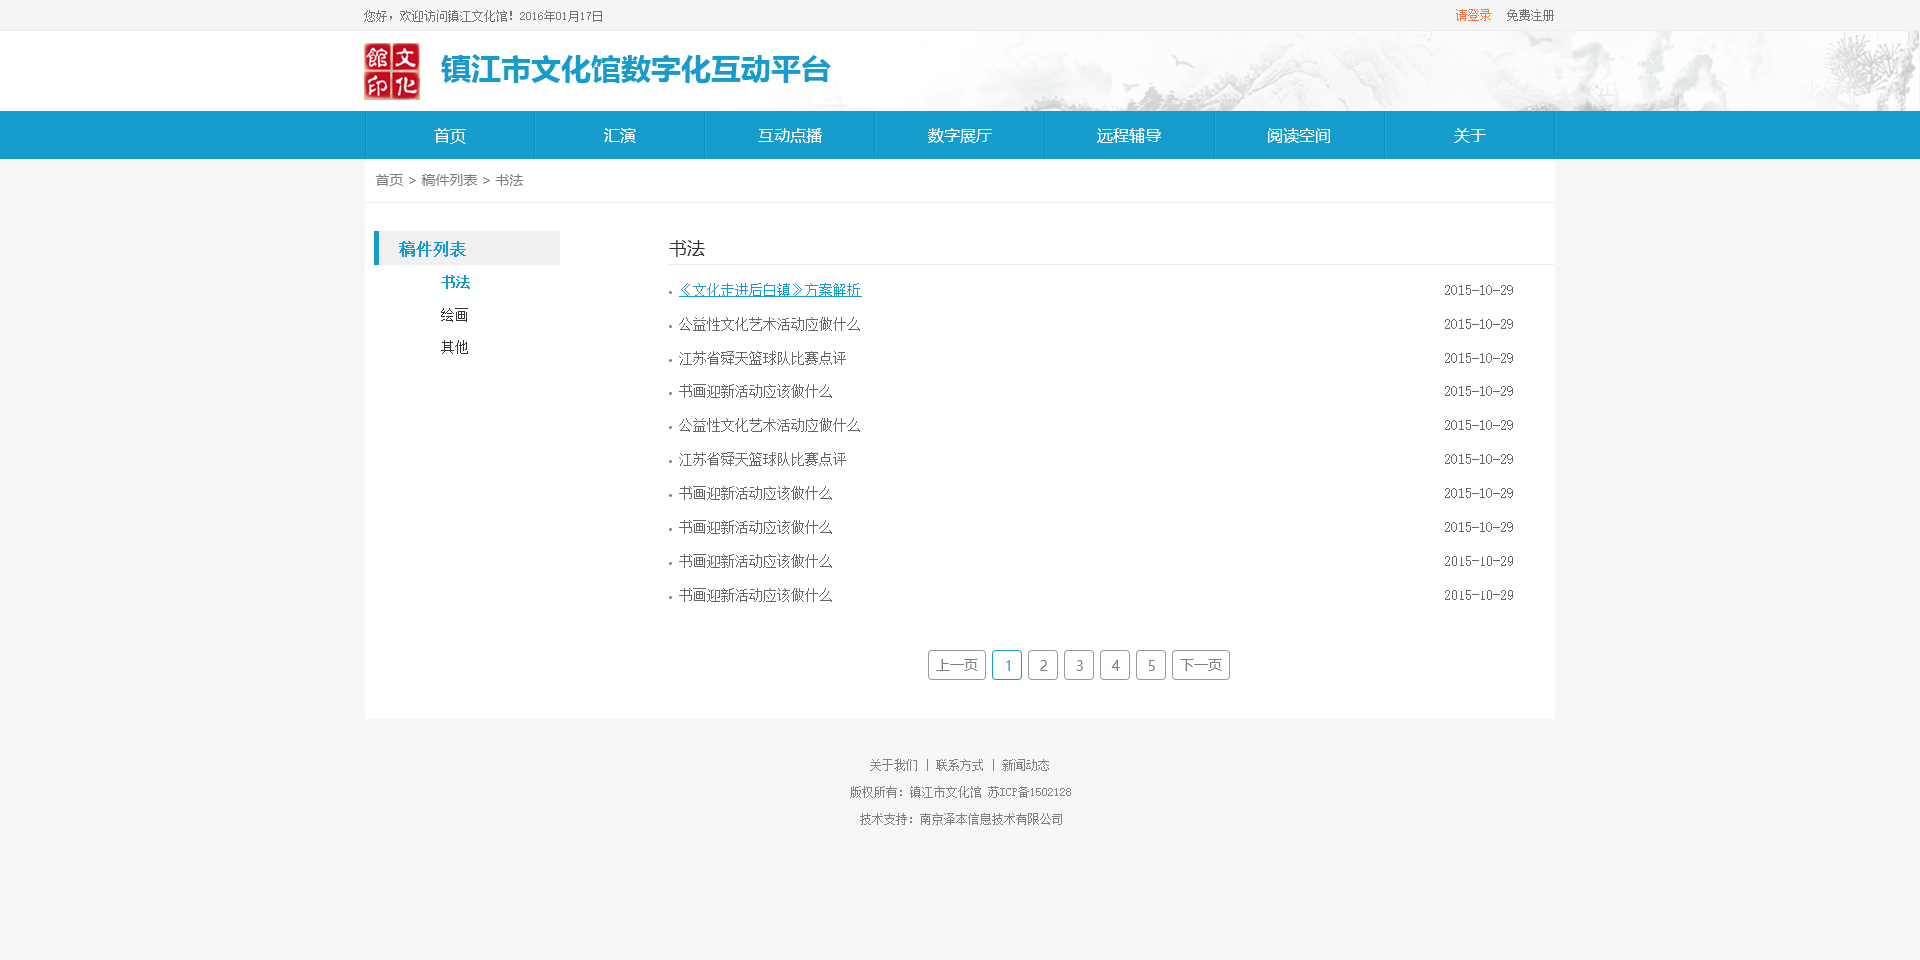 您好，欢迎访问镇江文化馆！2016年01月17日
请登录 免费注册
文化馆印
镇江市文化馆数字化互动平台
首页 汇演 互动点播 数字展厅 远程辅导 阅读空间 关于
首页 > 稿件列表 > 书法
稿件列表
书法
绘画
其他
书法
《文化走进后白镇》方案解析 2015-10-29
公益性文化艺术活动应做什么 2015-10-29
江苏省舜天篮球队比赛点评 2015-10-29
书画迎新活动应该做什么 2015-10-29
公益性文化艺术活动应做什么 2015-10-29
江苏省舜天篮球队比赛点评 2015-10-29
书画迎新活动应该做什么 2015-10-29
书画迎新活动应该做什么 2015-10-29
书画迎新活动应该做什么 2015-10-29
书画迎新活动应该做什么 2015-10-29
上一页 1 2 3 4 5 下一页
关于我们 | 联系方式 | 新闻动态
版权所有：镇江市文化馆 苏ICP备1502128
技术支持：南京泽本信息技术有限公司